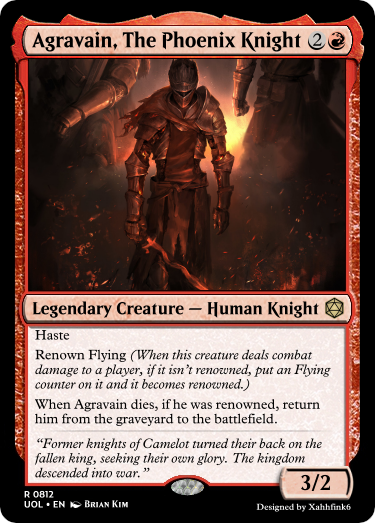 Agravain, The Phoenix Knight 2
Legendary Creature — Human Knight
Haste
Renown Flying (When this creature deals combat
damage to a player, if it isn't renowned, put an Flying
counter on it and it becomes renowned.)
When Agravain dies, if he was renowned, return
him from the graveyard to the battlefield.
"Former knights of Camelot turned their back on the
fallen king, seeking their own glory. The kingdom
descended into war."
3/2
R 0812
UOL • EN Brian Kim
Designed by Xahhfink6